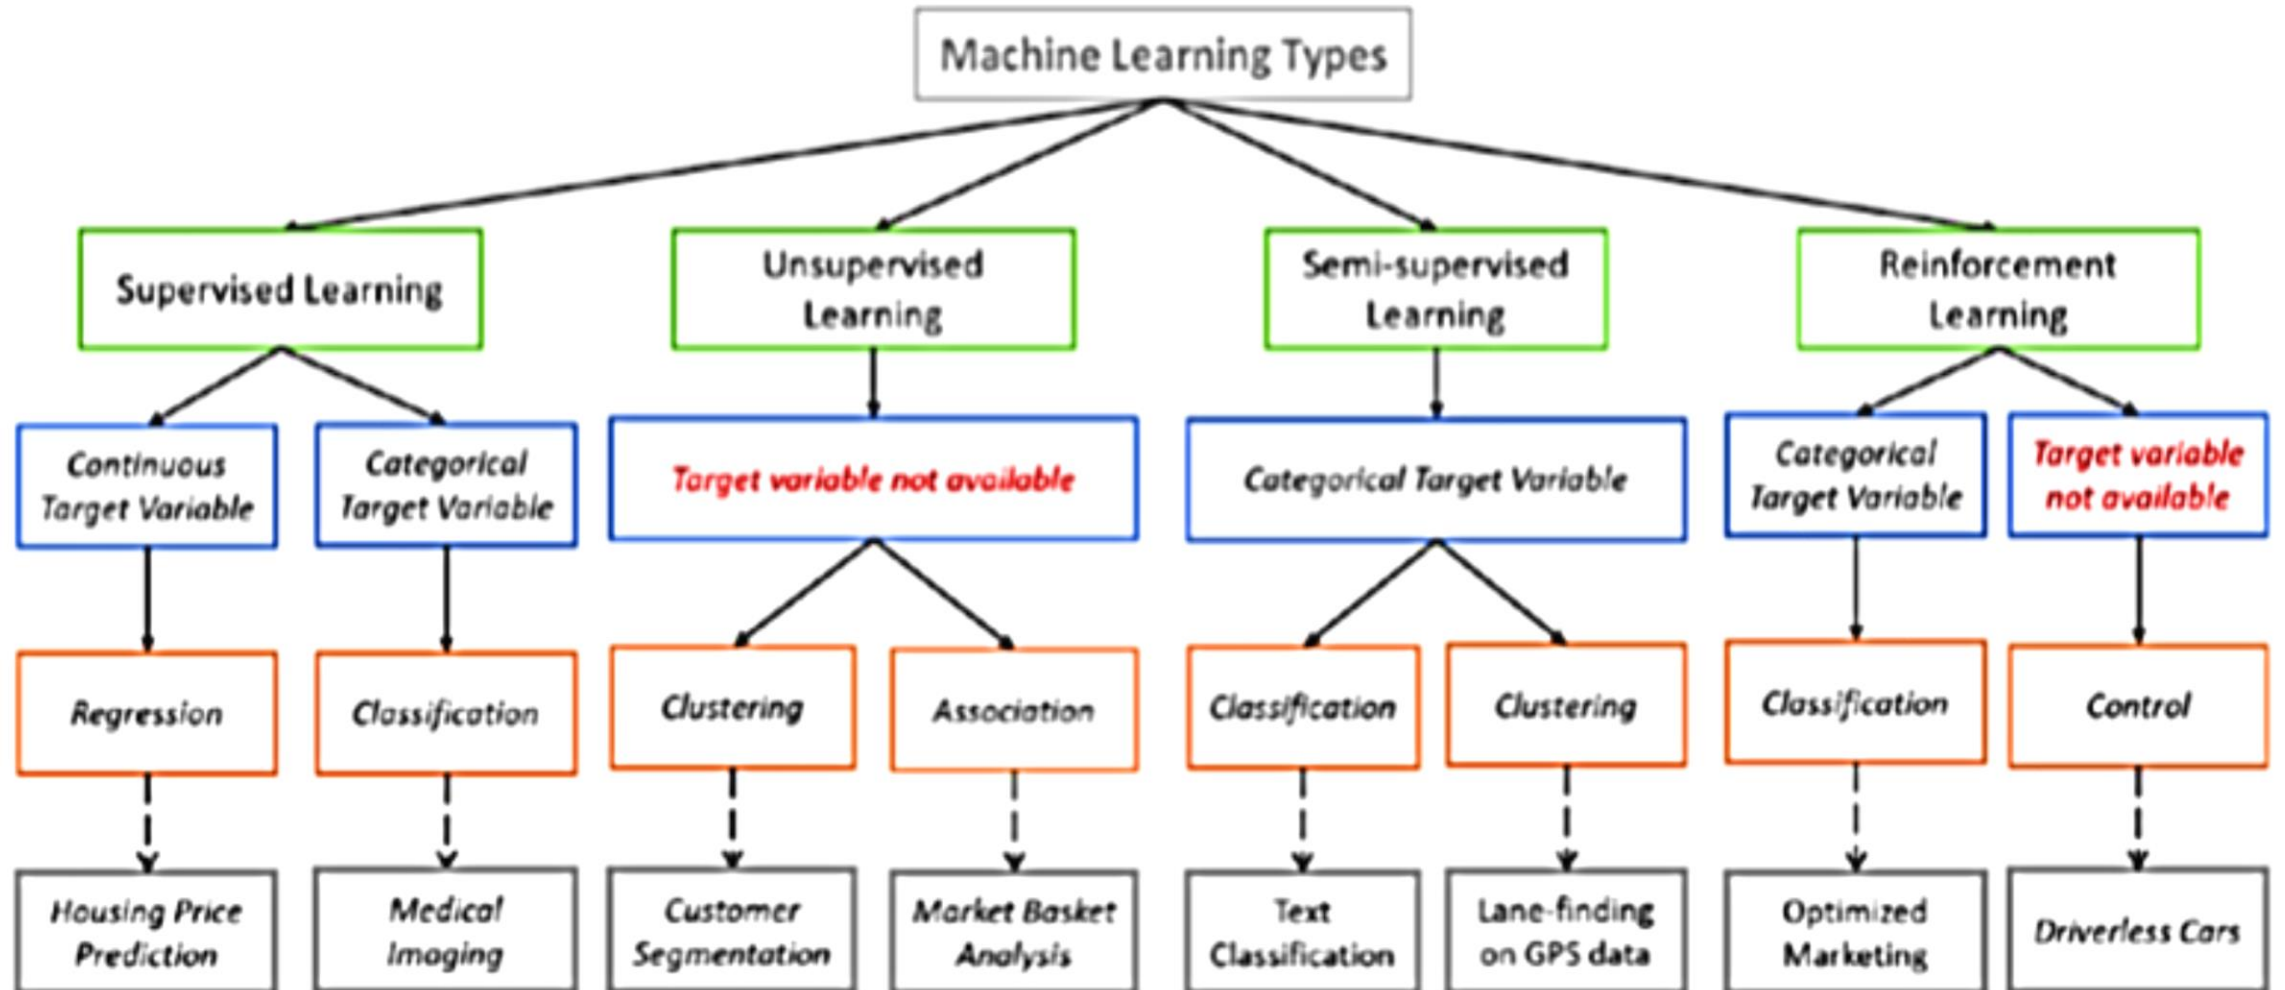 Machine Learning Types
Supervised Learning
Unsupervised
Learning
Semi-supervised
Learning
Reinforcement
Learning
Continuous
Target Variable
Categorical
Target Variable
Target variable not available
Categorical Target Variable
Categorical
Target Variable
Target variable
not available
Regression
Classification
Clustering
Association
Classification
Clustering
Classification
Control
Housing Price
Prediction
Medical
Imaging
Customer
Segmentation
Market Basket
Analysis
Text
Classification
Lane-finding
on GPS data
Optimized
Marketing
Driverless Cars